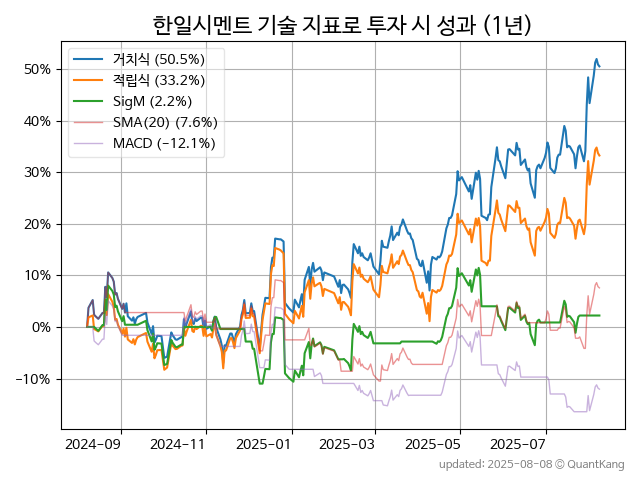 한일시멘트 기술 지표로 투자 시 성과 (1년)
거치식 (50.5%)
적립식 (33.2%)
SigM (2.2%)
SMA(20) (7.6%)
MACD (−12.1%)
50%
40%
30%
20%
10%
0%
−10%
2024-09
2024-11
2025-01
2025-03
2025-05
2025-07
updated: 2025-08-08 © QuantKang